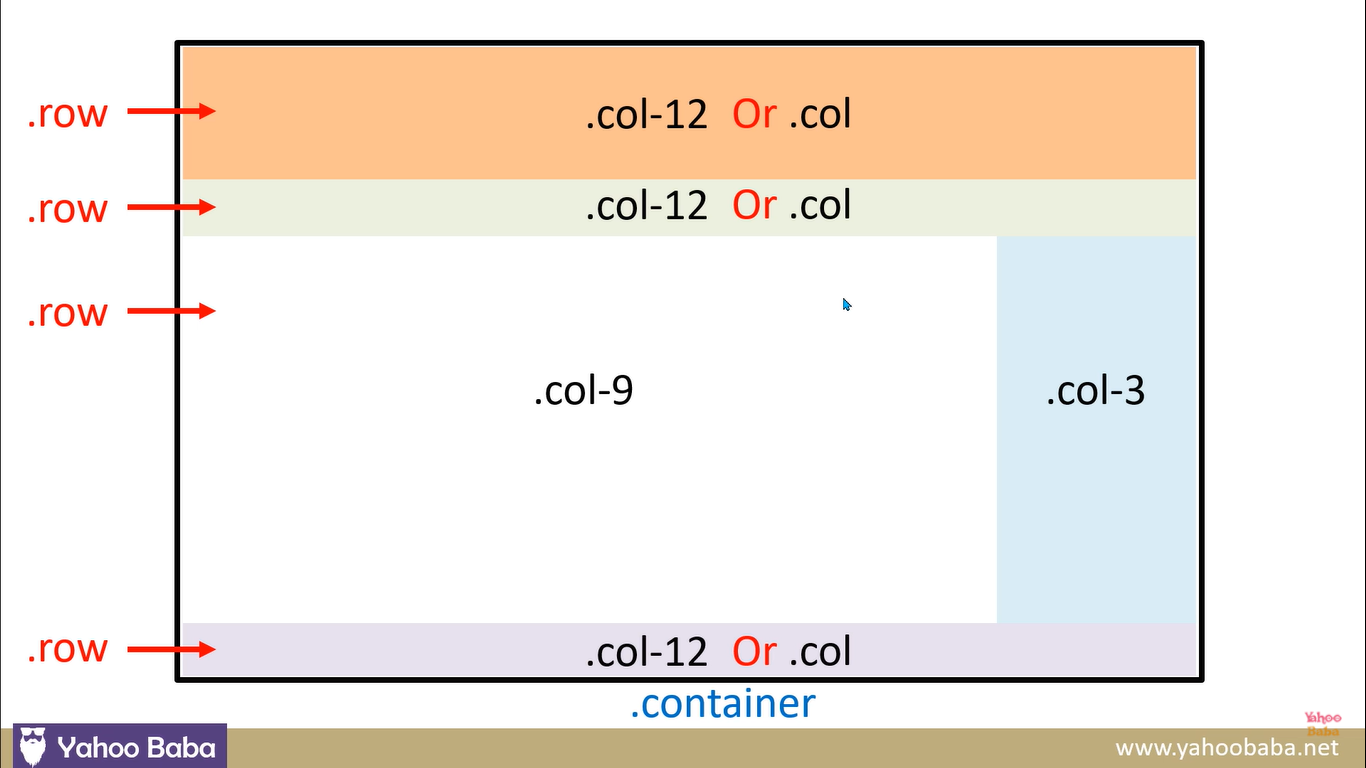 .row
.col-12 Or .col
.row
.col-12 Or .col
.row
.col-9
.col-3
.row
.col-12 Or .col
.container
Yahoo
Baba
Yahoo Baba
www.yahoobaba.net